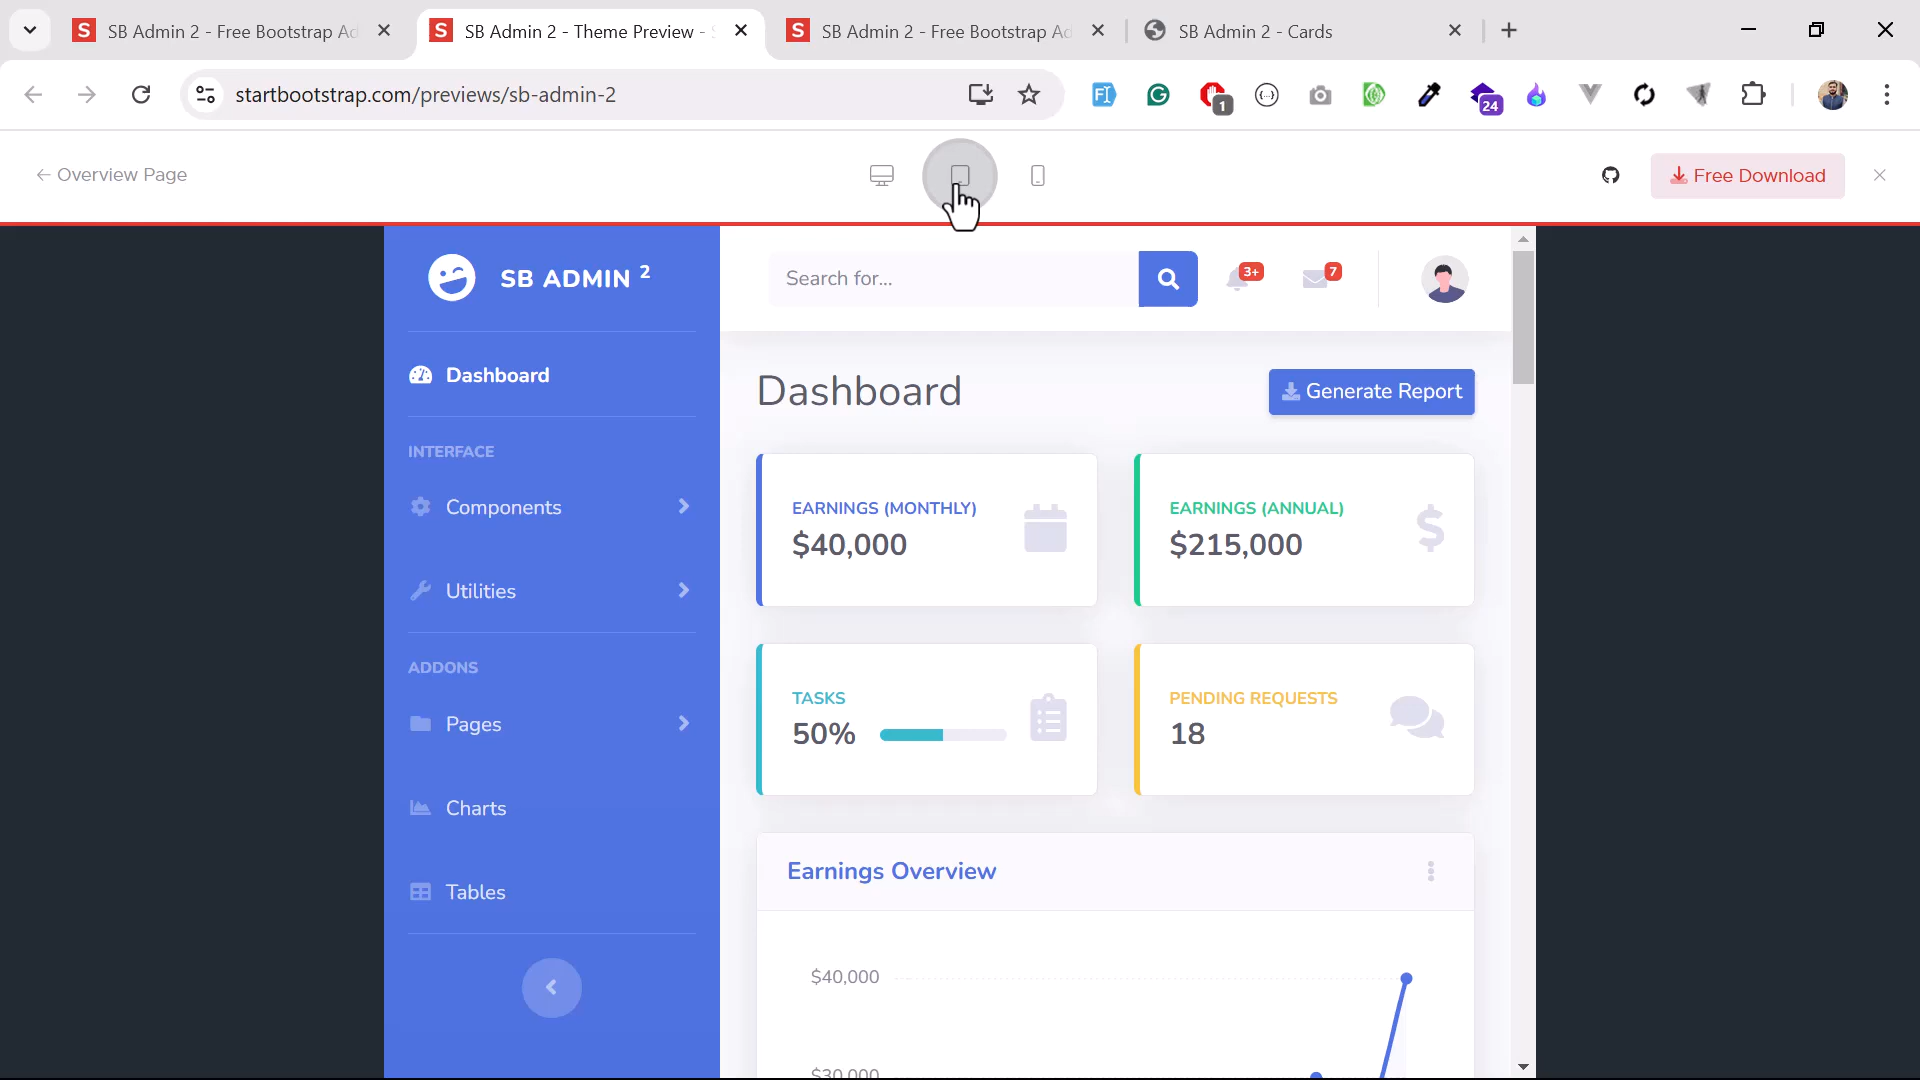 SB Admin 2 - Free Bootstrap Ad
SB Admin 2 - Theme Preview -
SB Admin 2 - Free Bootstrap Ad
SB Admin 2 - Cards
startbootstrap.com/previews/sb-admin-2
1
24
← Overview Page
Free Download
SB ADMIN 2
Search for...
3+
7
Dashboard
Dashboard
Generate Report
INTERFACE
Components
Utilities
EARNINGS (MONTHLY)
$40,000
EARNINGS (ANNUAL)
$215,000
ADDONS
Pages
Charts
Tables
TASKS
50%
PENDING REQUESTS
18
Earnings Overview
$40,000
$30,000